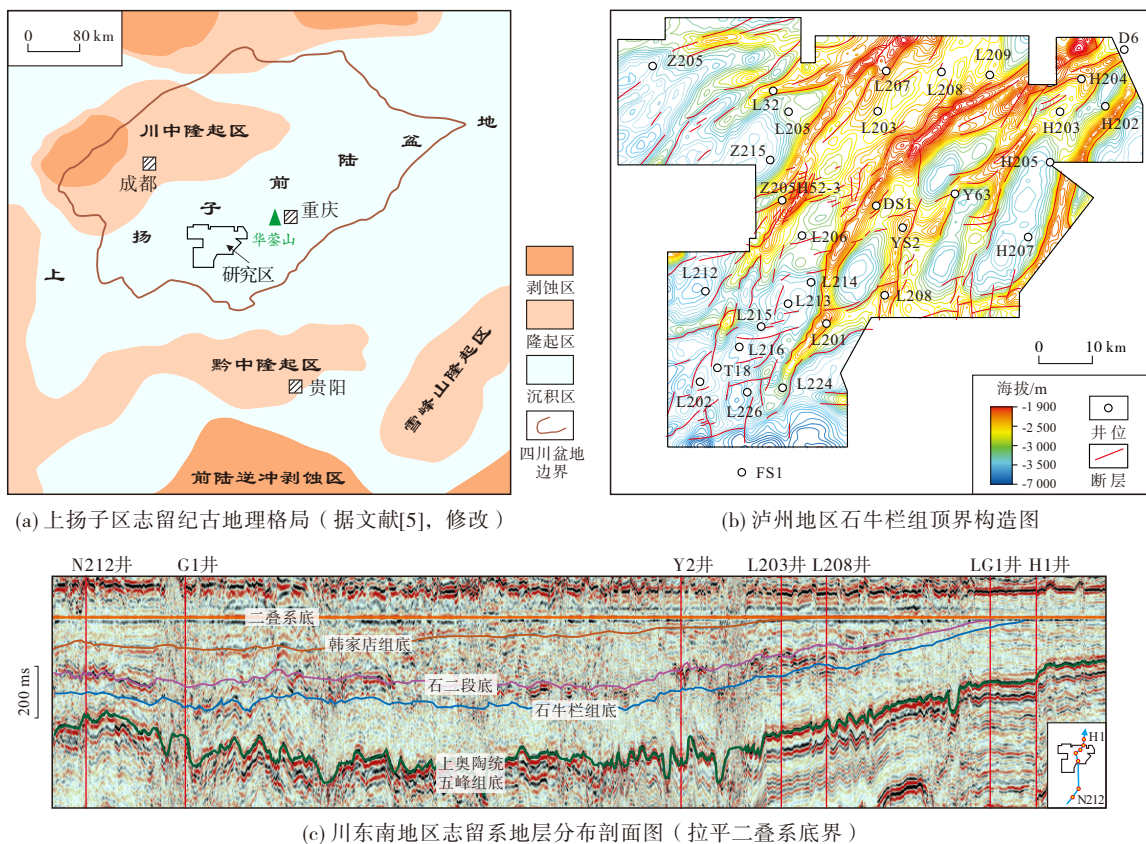 0 80 km
川中隆起区
成都
地
盆
陆
前
子
扬
上
重庆
华蓥山
研究区
黔中隆起区
贵阳
雪峰山隆起区
前陆逆冲剥蚀区
剥蚀区
隆起区
沉积区
四川盆地
边界
(a) 上扬子区志留纪古地理格局（据文献[5]，修改）
D6
Z205
L207
L208
L209
H204
L32
L205
L203
H203
H202
Z215
H205
Z205H52-3
DS1
Y63
L206
YS2
H207
L212
L214
L213
L208
L215
L201
L216
T18
L202
L226
L224
FS1
0 10 km
海拔/m
-1 900
-2 500
-3 000
-3 500
-7 000
井位
断层
(b) 泸州地区石牛栏组顶界构造图
N212井 G1井 Y2井 L203井 L208井 LG1井 H1井
二叠系底
韩家店组底
石二段底
石牛栏组底
上奥陶统
五峰组底
200 ms
H1
N212
(c) 川东南地区志留系地层分布剖面图（拉平二叠系底界）